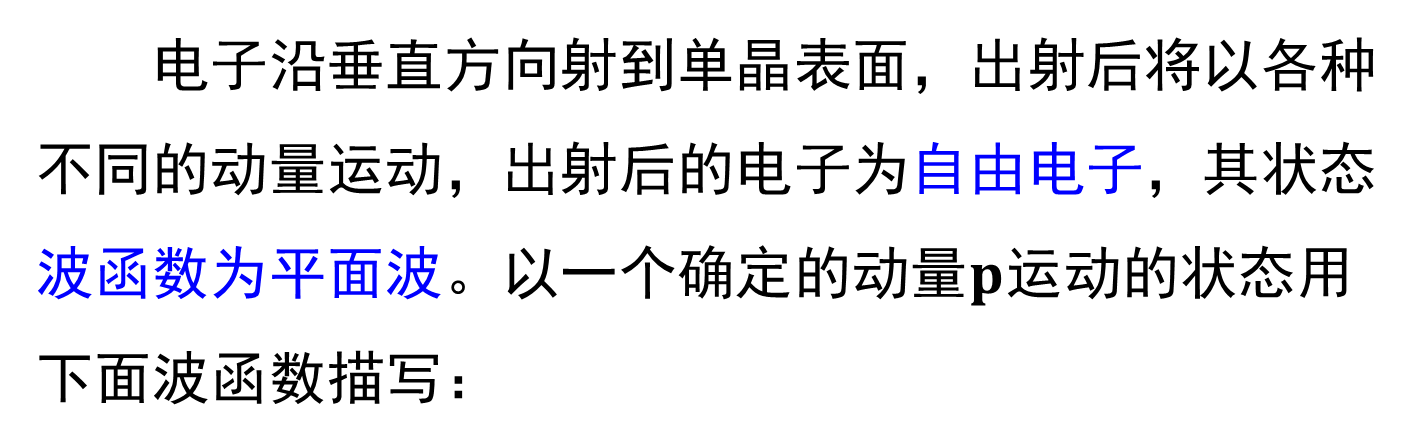 电子沿垂直方向射到单晶表面，出射后将以各种
不同的动量运动，出射后的电子为自由电子，其状态
波函数为平面波。以一个确定的动量p运动的状态用
下面波函数描写：